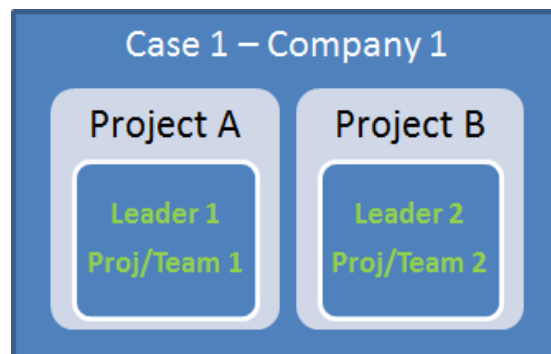 Case 1 – Company 1
Project A
Leader 1
Proj/Team 1
Project B
Leader 2
Proj/Team 2